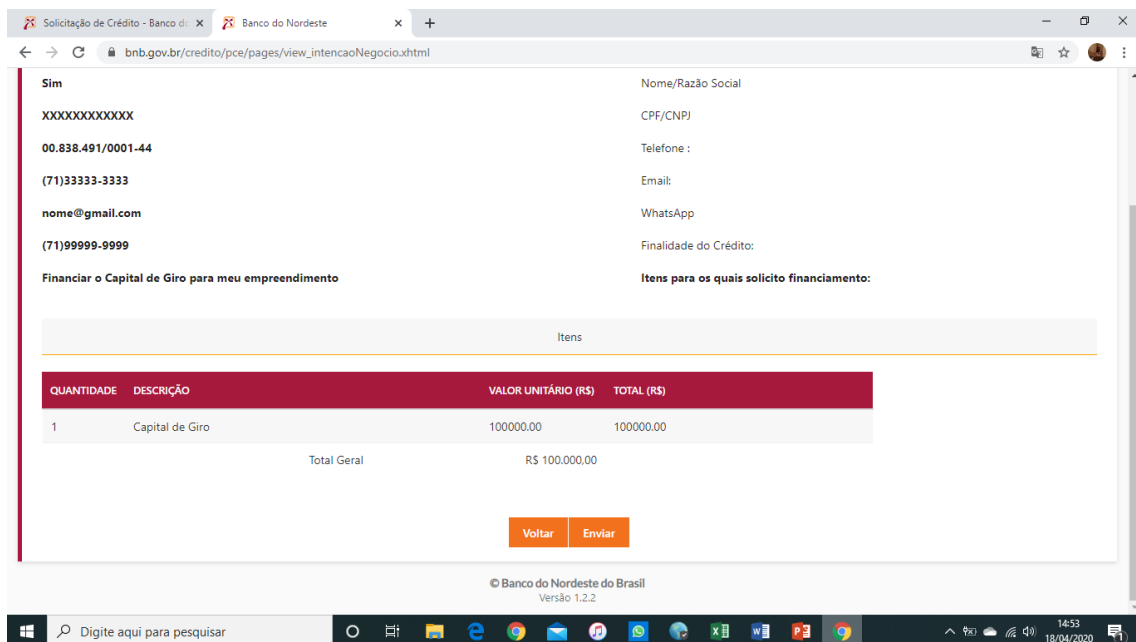 Solicitação de Crédito - Banco do
Banco do Nordeste
bnb.gov.br/credito/pce/pages/view_intencaoNegocio.xhtml
Sim Nome/Razão Social
XXXXXXXXXXXX CPF/CNPJ
00.838.491/0001-44 Telefone :
(71)33333-3333 Email:
nome@gmail.com WhatsApp
(71)99999-9999 Finalidade do Crédito:
Financiar o Capital de Giro para meu empreendimento Itens para os quais solicito financiamento:
Itens
QUANTIDADE DESCRIÇÃO VALOR UNITÁRIO (R$) TOTAL (R$)
1 Capital de Giro 100000.00 100000.00
Total Geral R$ 100.000,00
Voltar Enviar
© Banco do Nordeste do Brasil
Versão 1.2.2
Digite aqui para pesquisar
14:53
18/04/2020